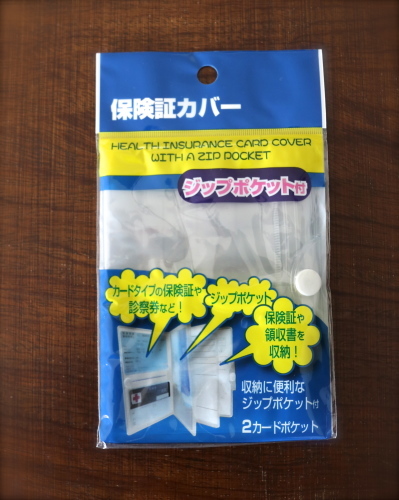 保険証カバー
HEALTH INSURANCE CARD COVER
WITH A ZIP POCKET
ジップポケット付
カードタイプの保険証や
診察券など!
ジップポケット
保険証や
領収書を
収納!
収納に便利な
ジップポケット付
2カードポケット